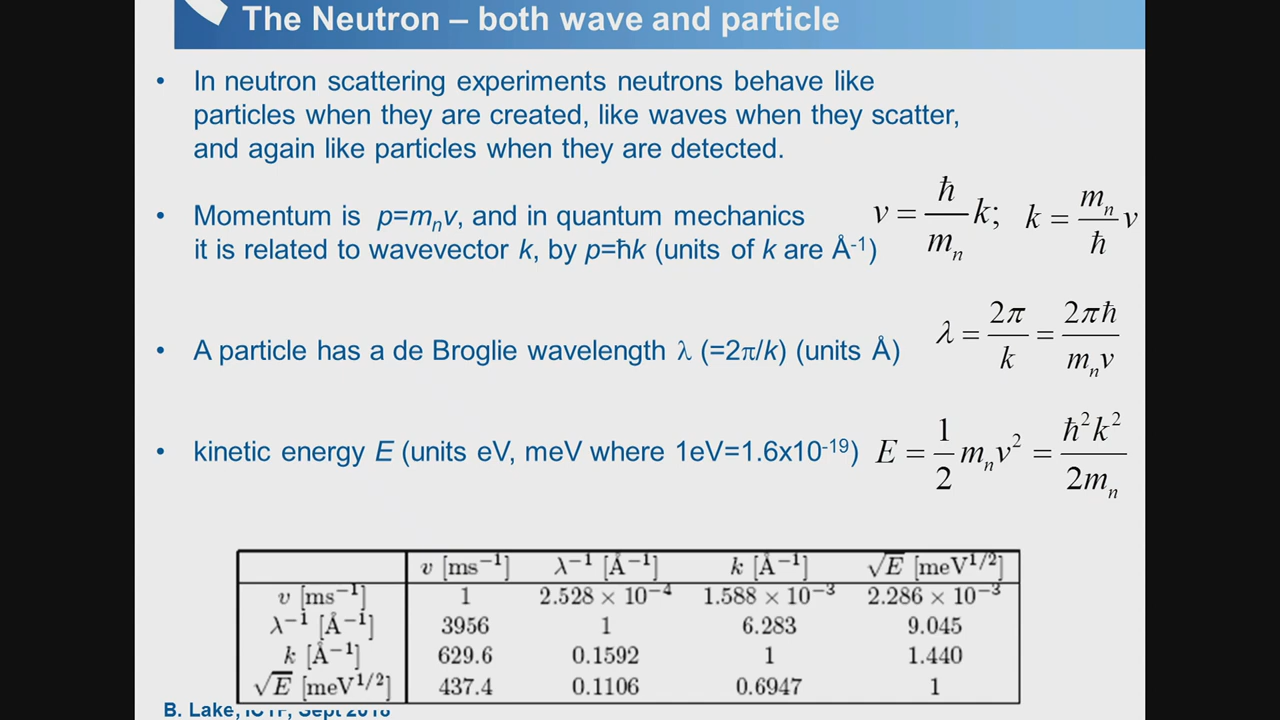 The Neutron – both wave and particle
• In neutron scattering experiments neutrons behave like
particles when they are created, like waves when they scatter,
and again like particles when they are detected.
• Momentum is p=mₙv, and in quantum mechanics
it is related to wavevector k, by p=ħk (units of k are Å⁻¹)
v = ħ/mₙ k; k = mₙ/ħ v
• A particle has a de Broglie wavelength λ (=2π/k) (units Å)
λ = 2π/k = 2πħ/mₙv
• kinetic energy E (units eV, meV where 1eV=1.6x10⁻¹⁹)
E = 1/2 mₙv² = ħ²k²/2mₙ
v [ms⁻¹] λ⁻¹ [Å⁻¹] k [Å⁻¹] √E [meV¹/²]
v [ms⁻¹] 1 2.528 × 10⁻⁴ 1.588 × 10⁻³ 2.286 × 10⁻³
λ⁻¹ [Å⁻¹] 3956 1 6.283 9.045
k [Å⁻¹] 629.6 0.1592 1 1.440
√E [meV¹/²] 437.4 0.1106 0.6947 1
B. Lake, ICTP, Sept 2018